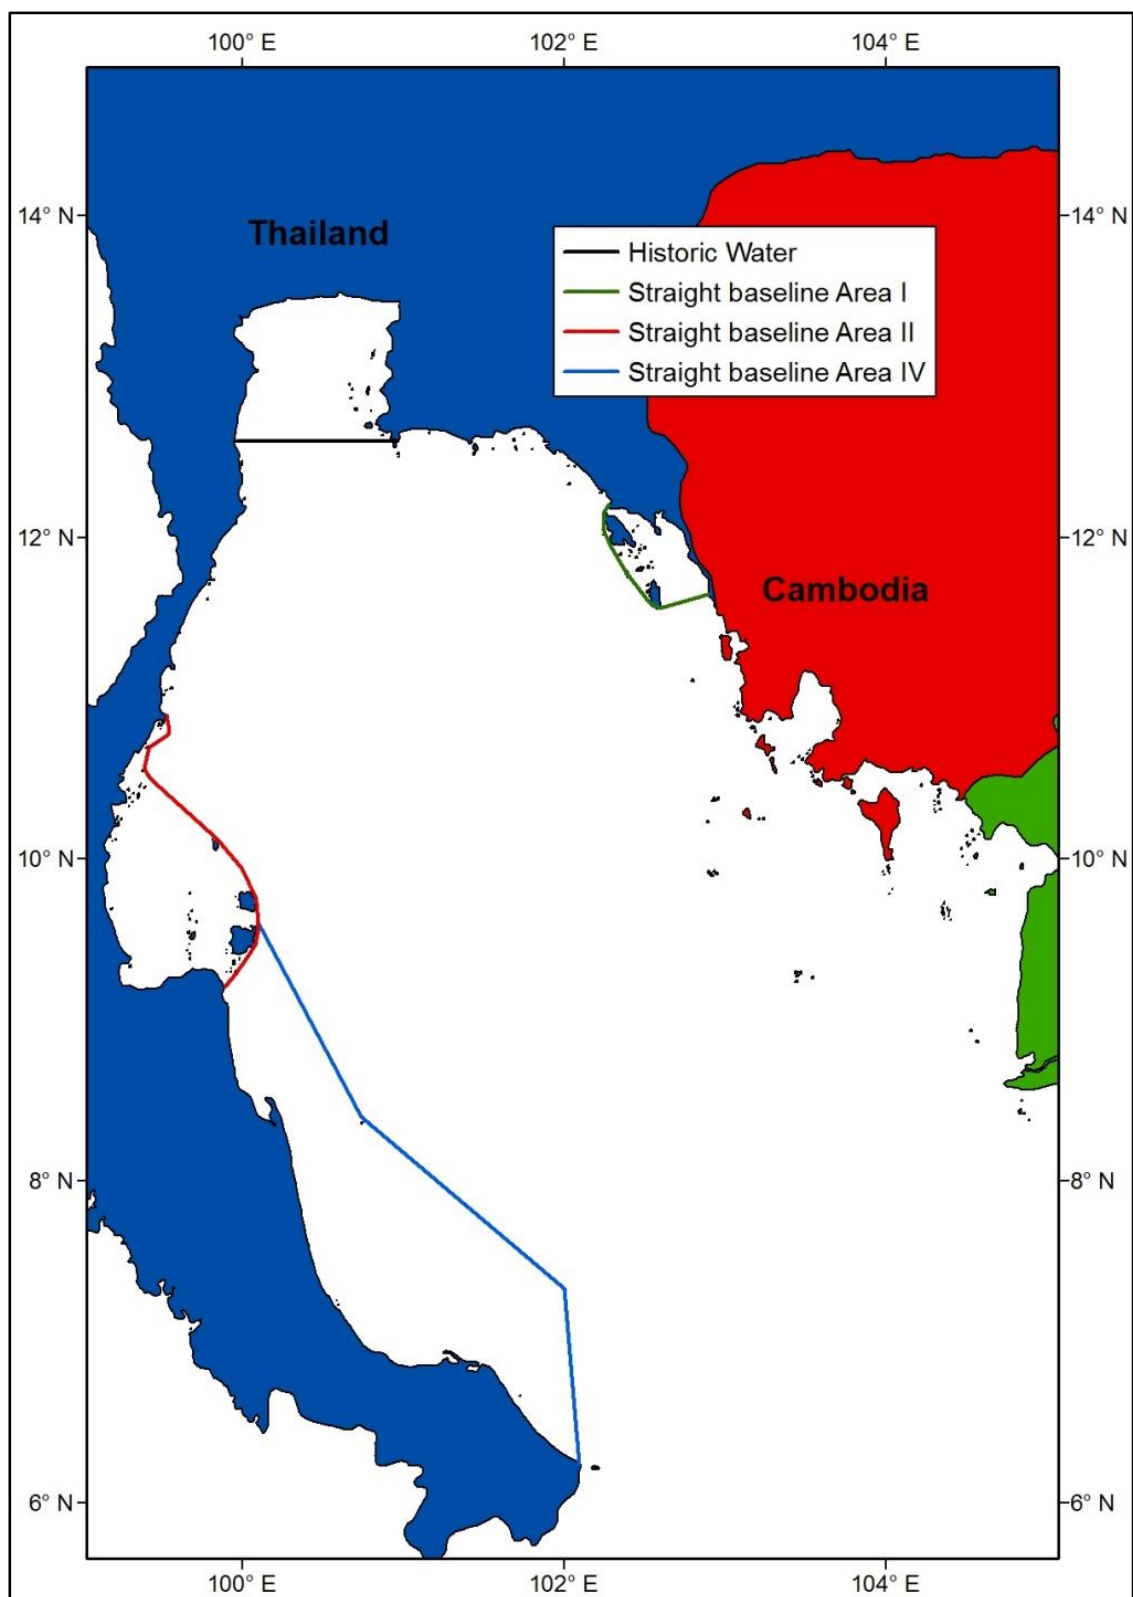 100° E 102° E 104° E
14° N 14° N
Thailand
Historic Water
Straight baseline Area I
Straight baseline Area II
Straight baseline Area IV
12° N 12° N
Cambodia
10° N 10° N
8° N 8° N
6° N 6° N
100° E 102° E 104° E